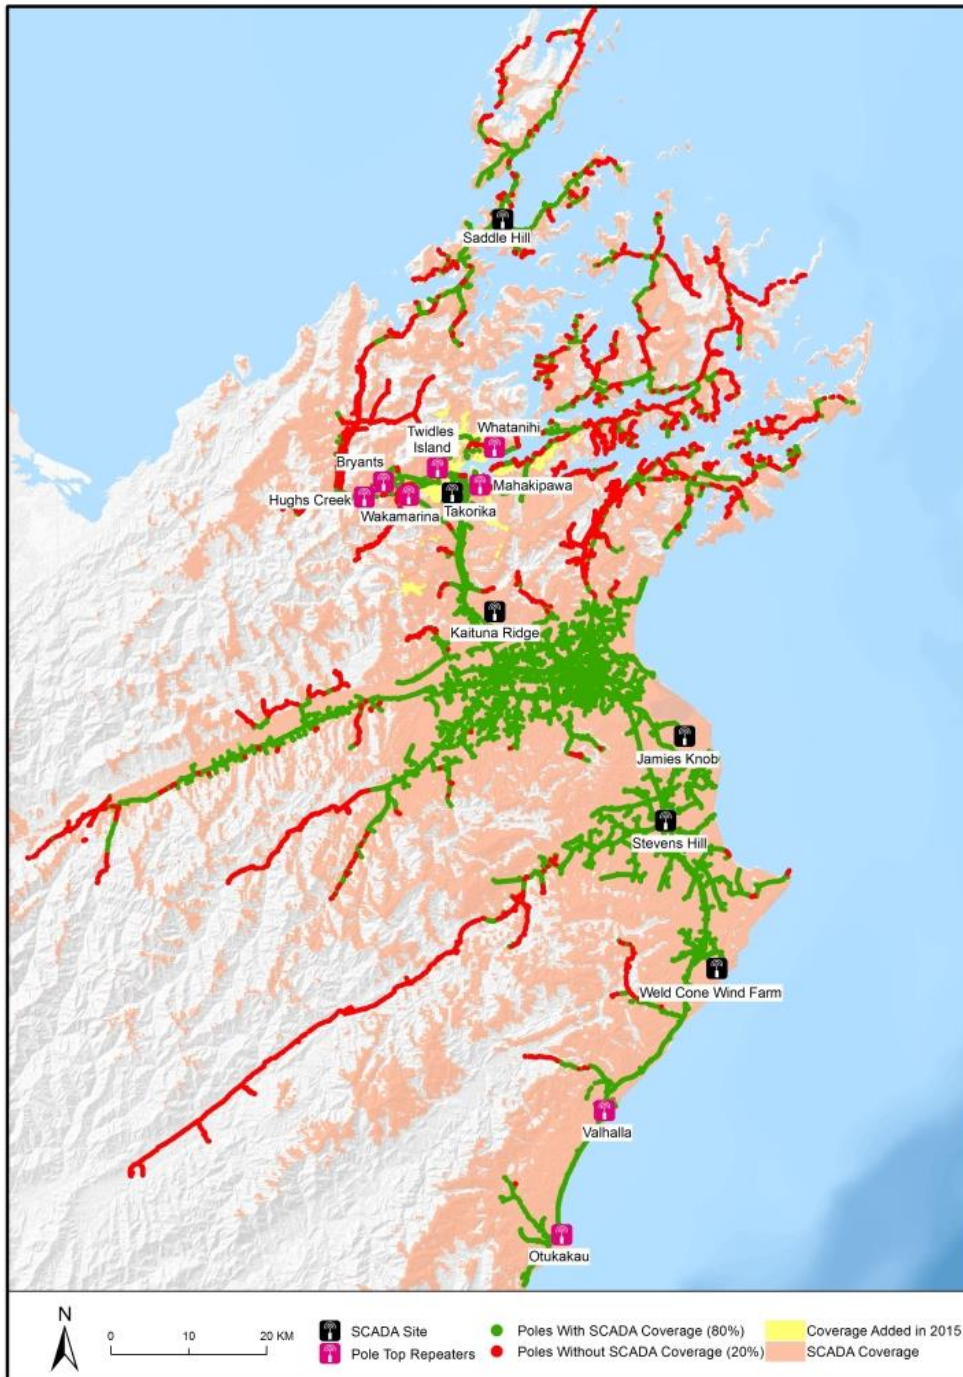 Saddle Hill
Whatanihi
Twidles
Island
Bryants
Mahakipawa
Hughs Creek
Takorika
Wakamarina
Kaituna Ridge
Jamies Knob
Stevens Hill
Weld Cone Wind Farm
Valhalla
Otukakau
N
0 10 20 KM
SCADA Site
Pole Top Repeaters
Poles With SCADA Coverage (80%)
Poles Without SCADA Coverage (20%)
Coverage Added in 2015
SCADA Coverage